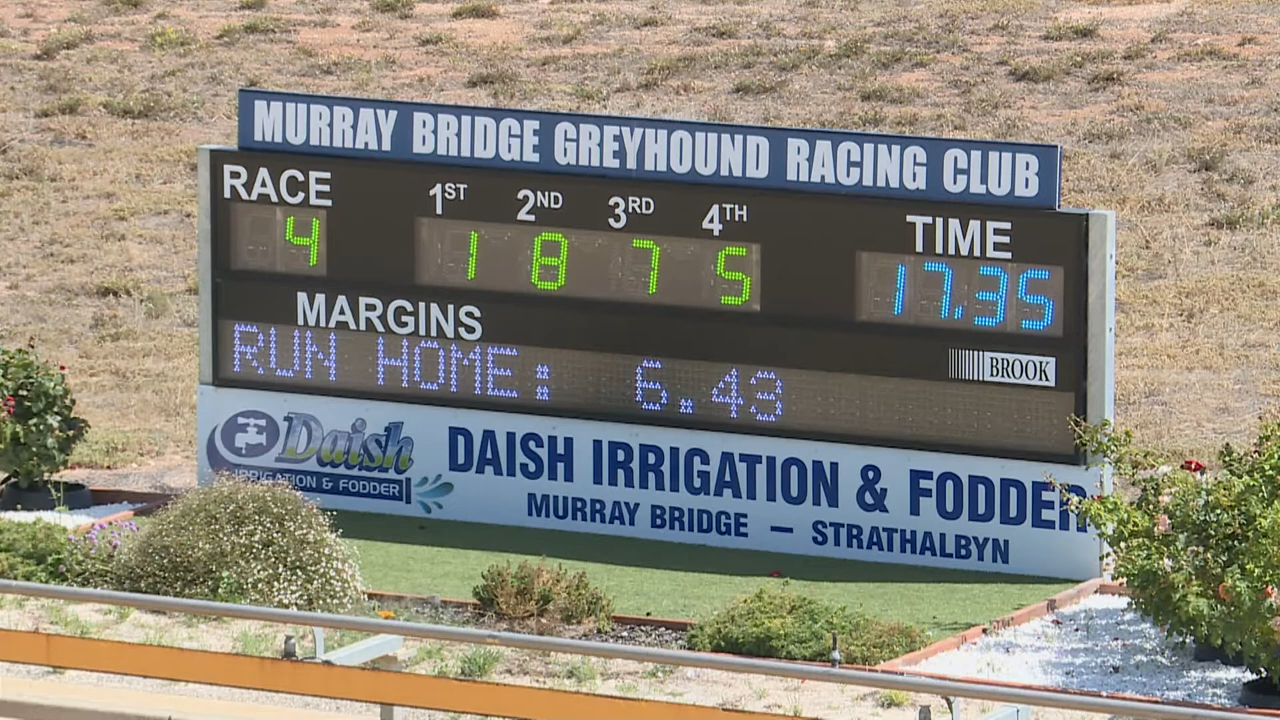 MURRAY BRIDGE GREYHOUND RACING CLUB
RACE 1ST 2ND 3RD 4TH TIME
4 1 8 7 5 17.35
MARGINS
RUN HOME: 6.43
BROOK
Daish
IRRIGATION & FODDER
DAISH IRRIGATION & FODDER
MURRAY BRIDGE — STRATHALBYN